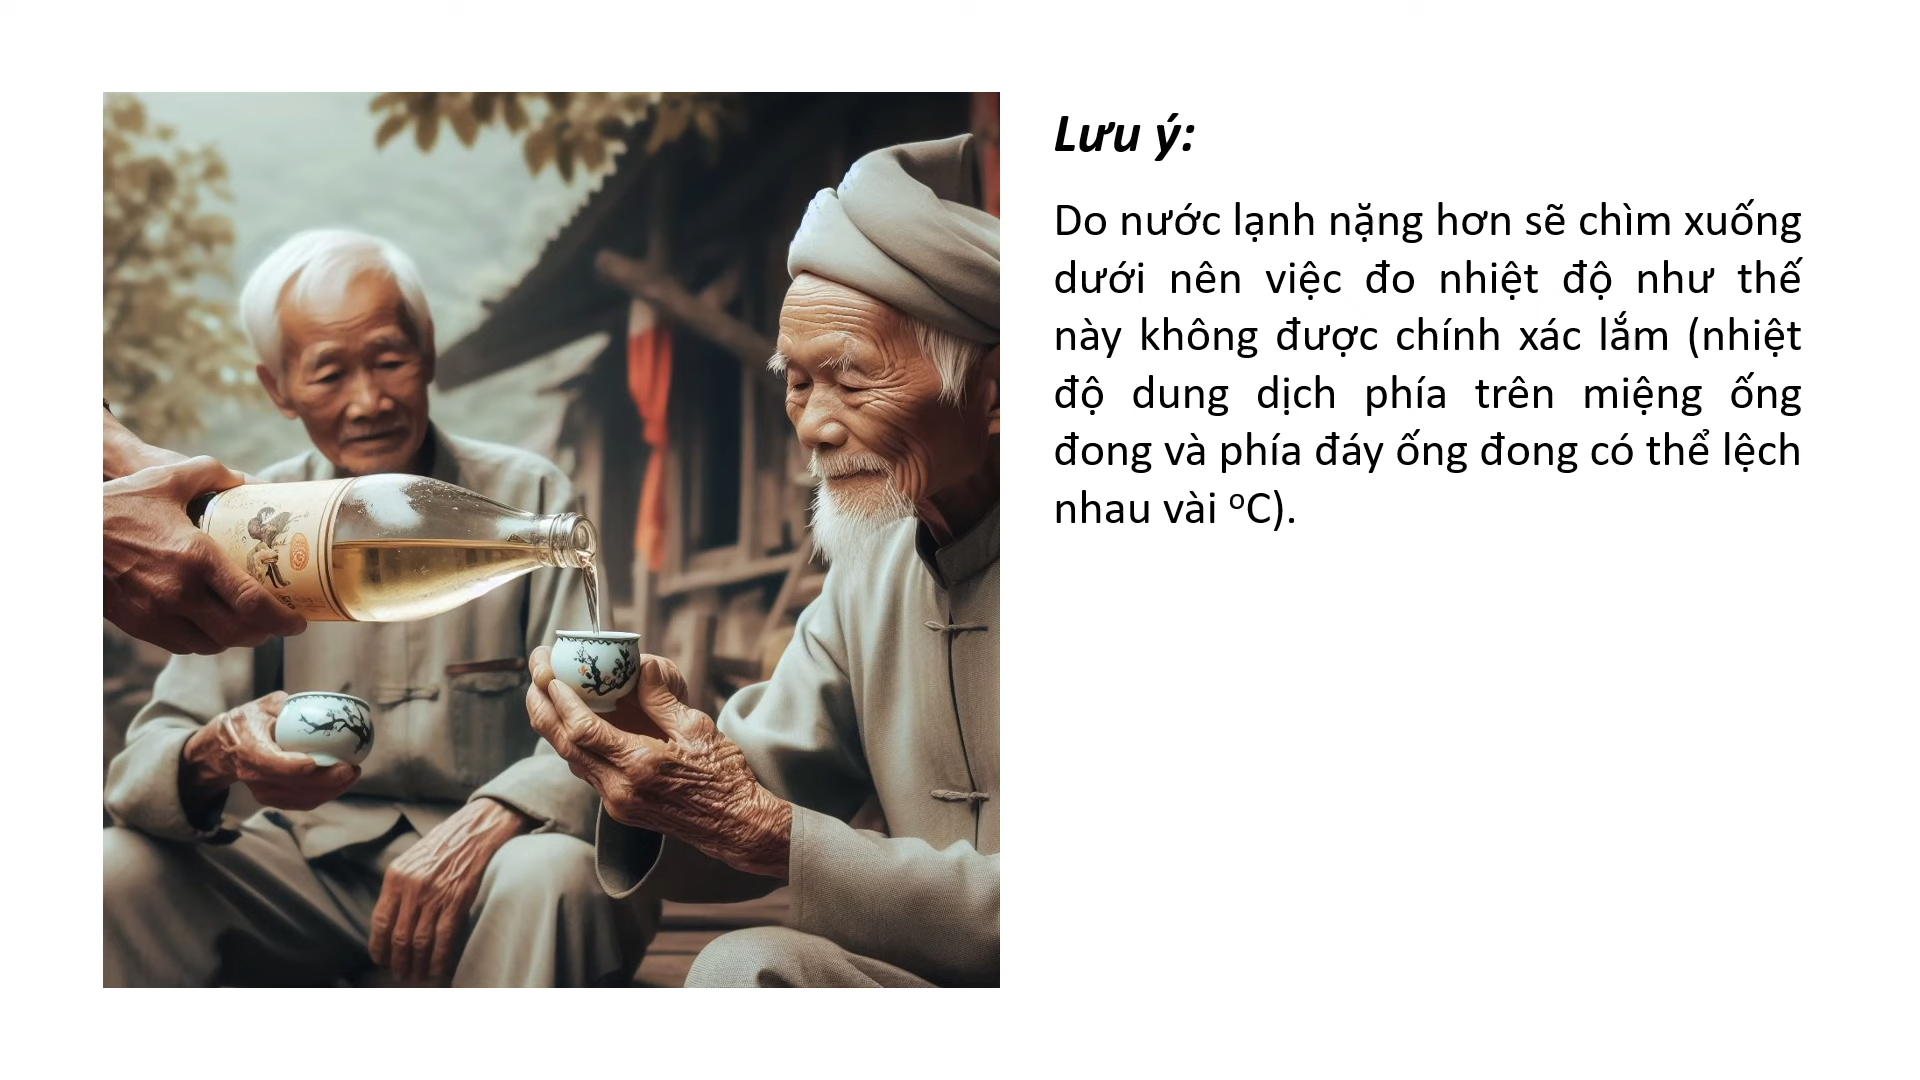 Lưu ý:
Do nước lạnh nặng hơn sẽ chìm xuống
dưới nên việc đo nhiệt độ như thế
này không được chính xác lắm (nhiệt
độ dung dịch phía trên miệng ống
đong và phía đáy ống đong có thể lệch
nhau vài ºC).